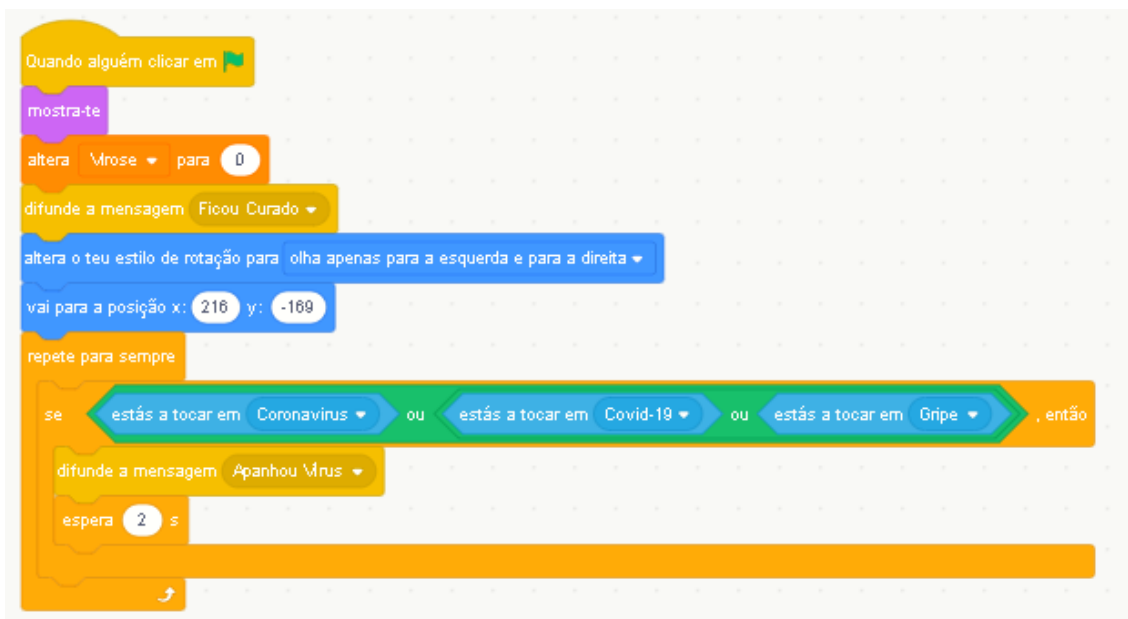 Quando alguém clicar em
mostra-te
altera Virose para 0
difunde a mensagem Ficou Curado
altera o teu estilo de rotação para olha apenas para a esquerda e para a direita
vai para a posição x: 216 y: -169
repete para sempre
se estás a tocar em Coronavirus ou estás a tocar em Covid-19 ou estás a tocar em Gripe , então
difunde a mensagem Apanhou Virus
espera 2 s